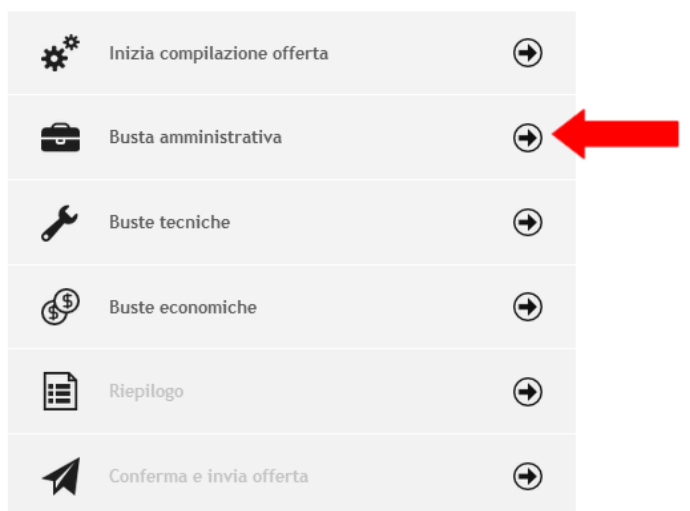 Inizia compilazione offerta
Busta amministrativa
Buste tecniche
Buste economiche
Riepilogo
Conferma e invia offerta